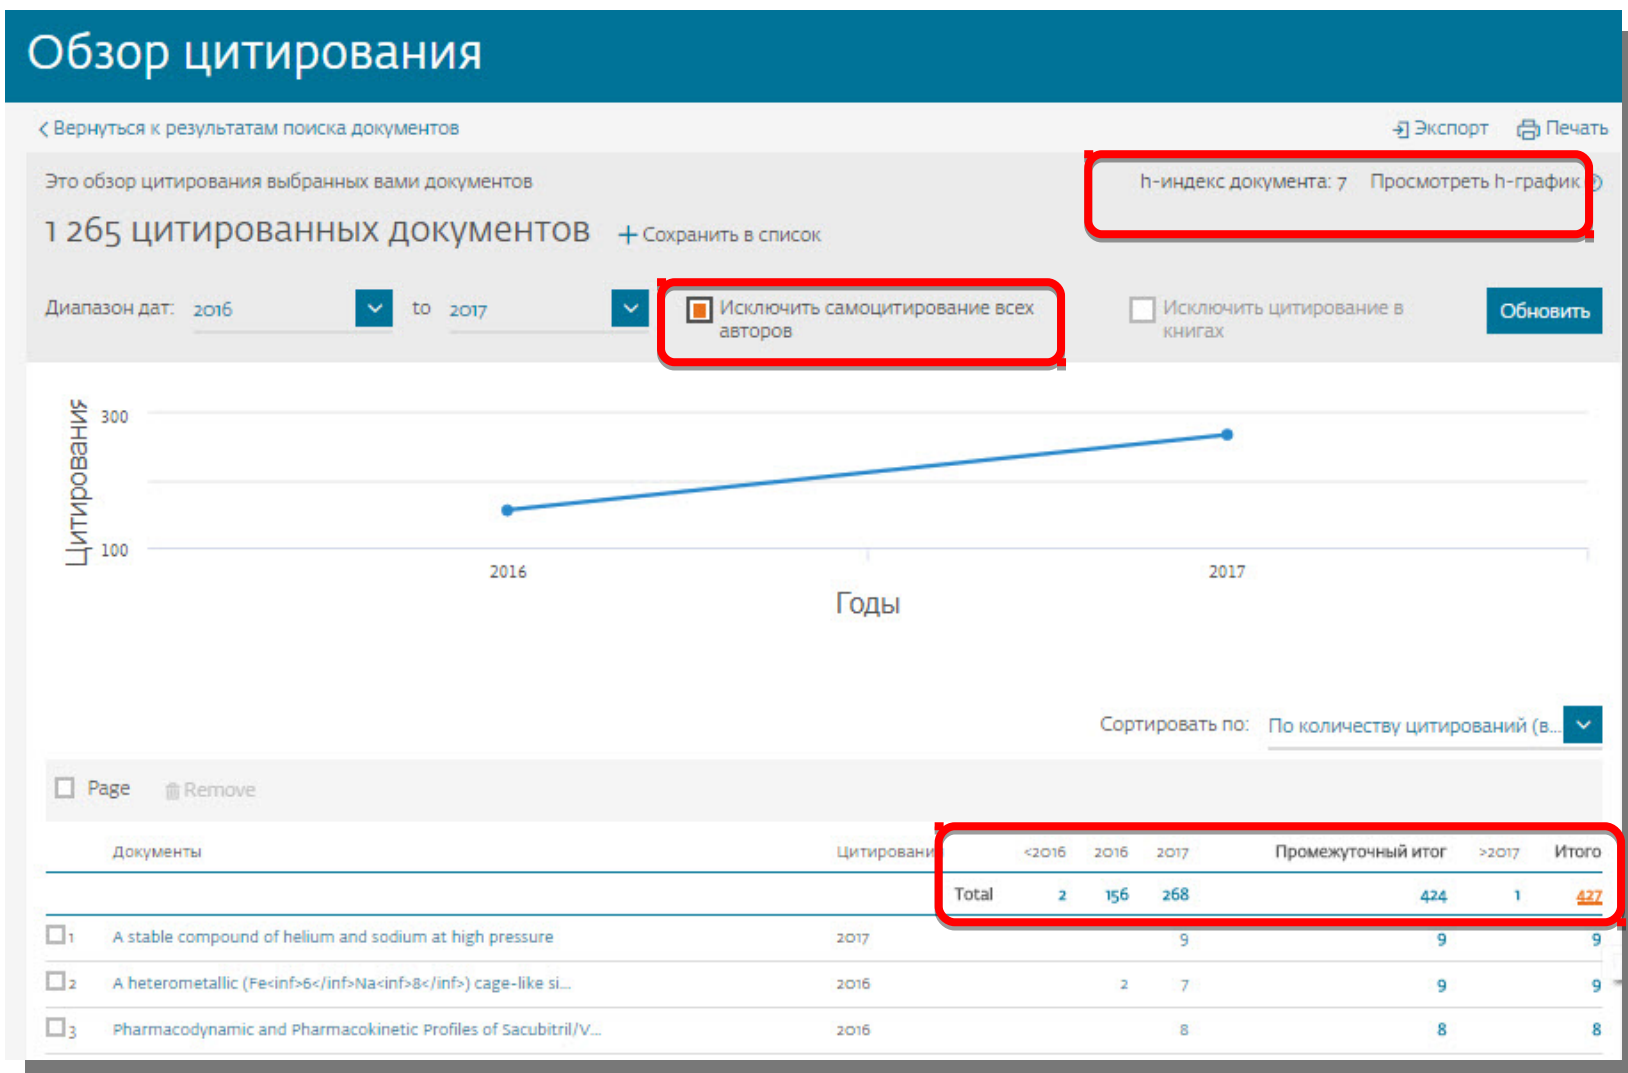 Обзор цитирования
Вернуться к результатам поиска документов
Экспорт Печать
Это обзор цитирования выбранных вами документов
h-индекс документа: 7 Просмотреть h-график
1 265 цитированных документов + Сохранить в список
Диапазон дат: 2016 to 2017
Исключить самоцитирование всех
авторов
Исключить цитирование в
книгах
Обновить
Цитирования
300
100
2016 2017
Годы
Сортировать по: По количеству цитирований (в...
Page Remove
Документы Цитировани <2016 2016 2017 Промежуточный итог >2017 Итого
Total 2 156 268 424 1 427
1 A stable compound of helium and sodium at high pressure 2017 9 9 9
2 A heterometallic (Fe<inf>6</inf>Na<inf>8</inf>) cage-like si... 2016 2 7 9 9
3 Pharmacodynamic and Pharmacokinetic Profiles of Sacubitril/V... 2016 8 8 8